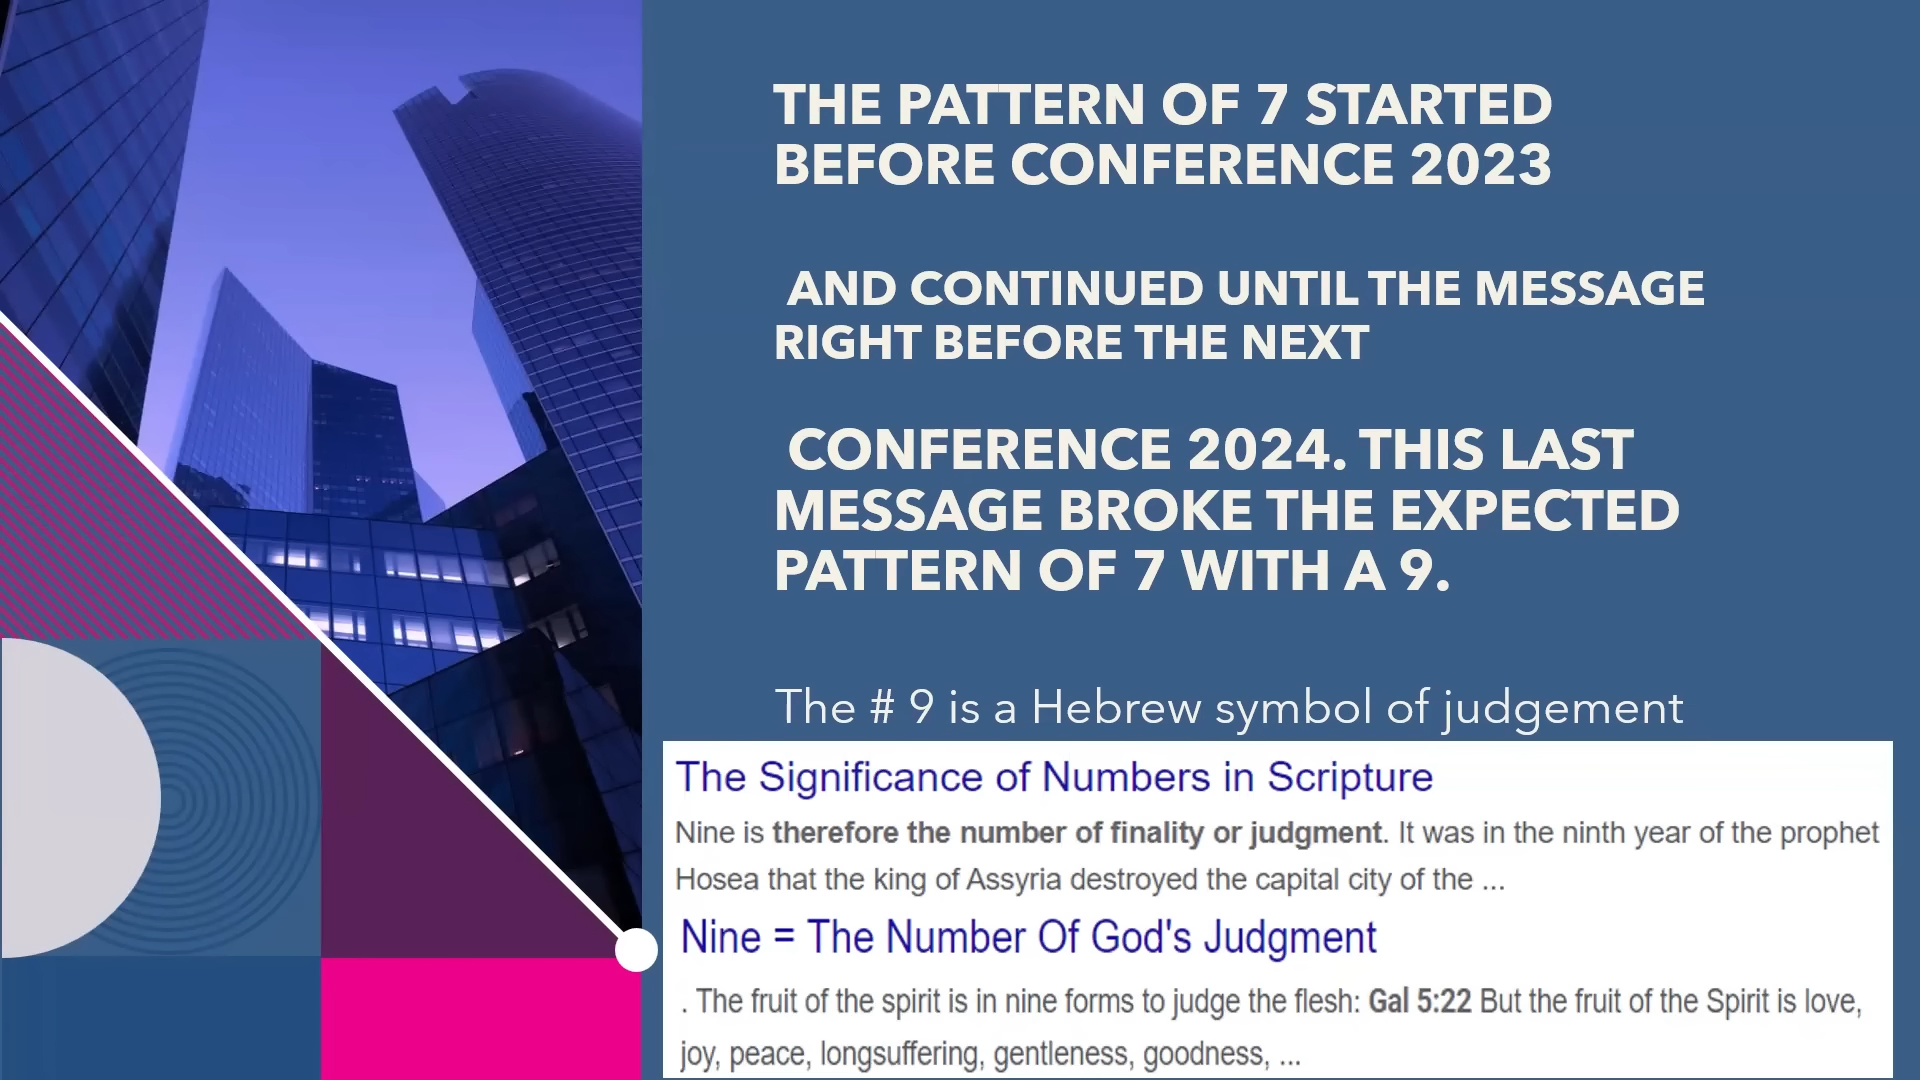 THE PATTERN OF 7 STARTED
BEFORE CONFERENCE 2023
AND CONTINUED UNTIL THE MESSAGE
RIGHT BEFORE THE NEXT
CONFERENCE 2024. THIS LAST
MESSAGE BROKE THE EXPECTED
PATTERN OF 7 WITH A 9.
The # 9 is a Hebrew symbol of judgement
The Significance of Numbers in Scripture
Nine is therefore the number of finality or judgment. It was in the ninth year of the prophet
Hosea that the king of Assyria destroyed the capital city of the ...
Nine = The Number Of God's Judgment
. The fruit of the spirit is in nine forms to judge the flesh: Gal 5:22 But the fruit of the Spirit is love,
joy, peace, longsuffering, gentleness, goodness, ...